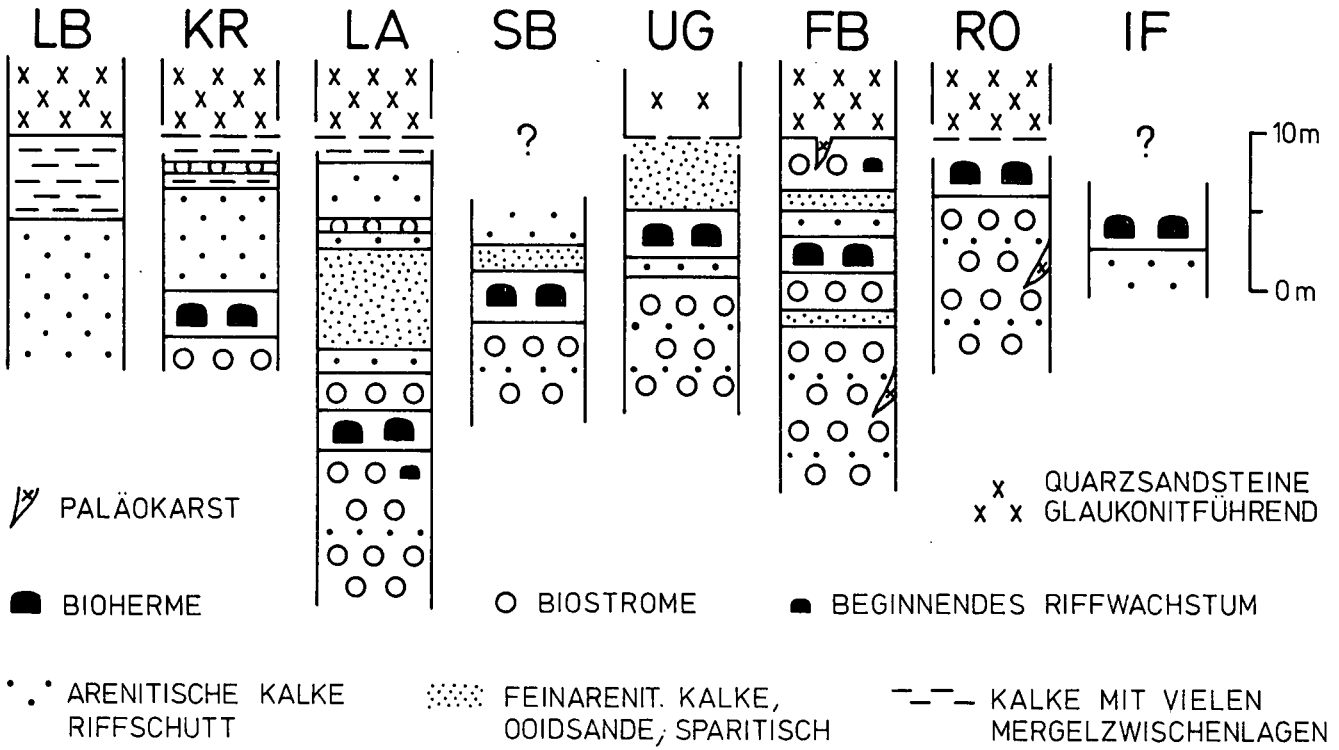 LB KR LA SB UG FB RO IF
? ?
10m
0m
PALÄOKARST
QUARZSANDSTEINE
GLAUKONITFÜHREND
BIOHERME
BIOSTROME
BEGINNENDES RIFFWACHSTUM
ARENITISCHE KALKE
RIFFSCHUTT
FEINARENIT. KALKE,
OOIDSANDE, SPARITISCH
KALKE MIT VIELEN
MERGELZWISCHENLAGEN